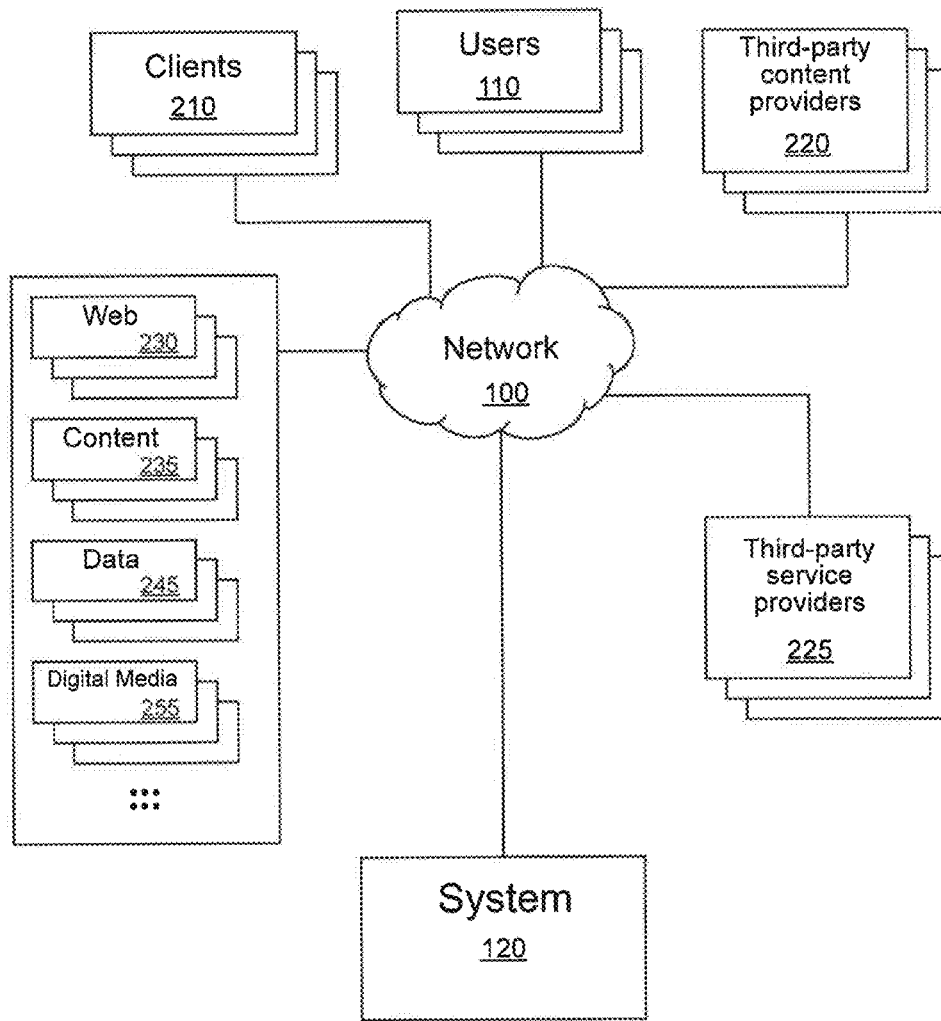 Clients
210
Users
110
Third-party
content
providers
220
Network
100
Web
230
Content
235
Data
245
Digital Media
255
Third-party
service
providers
225
System
120